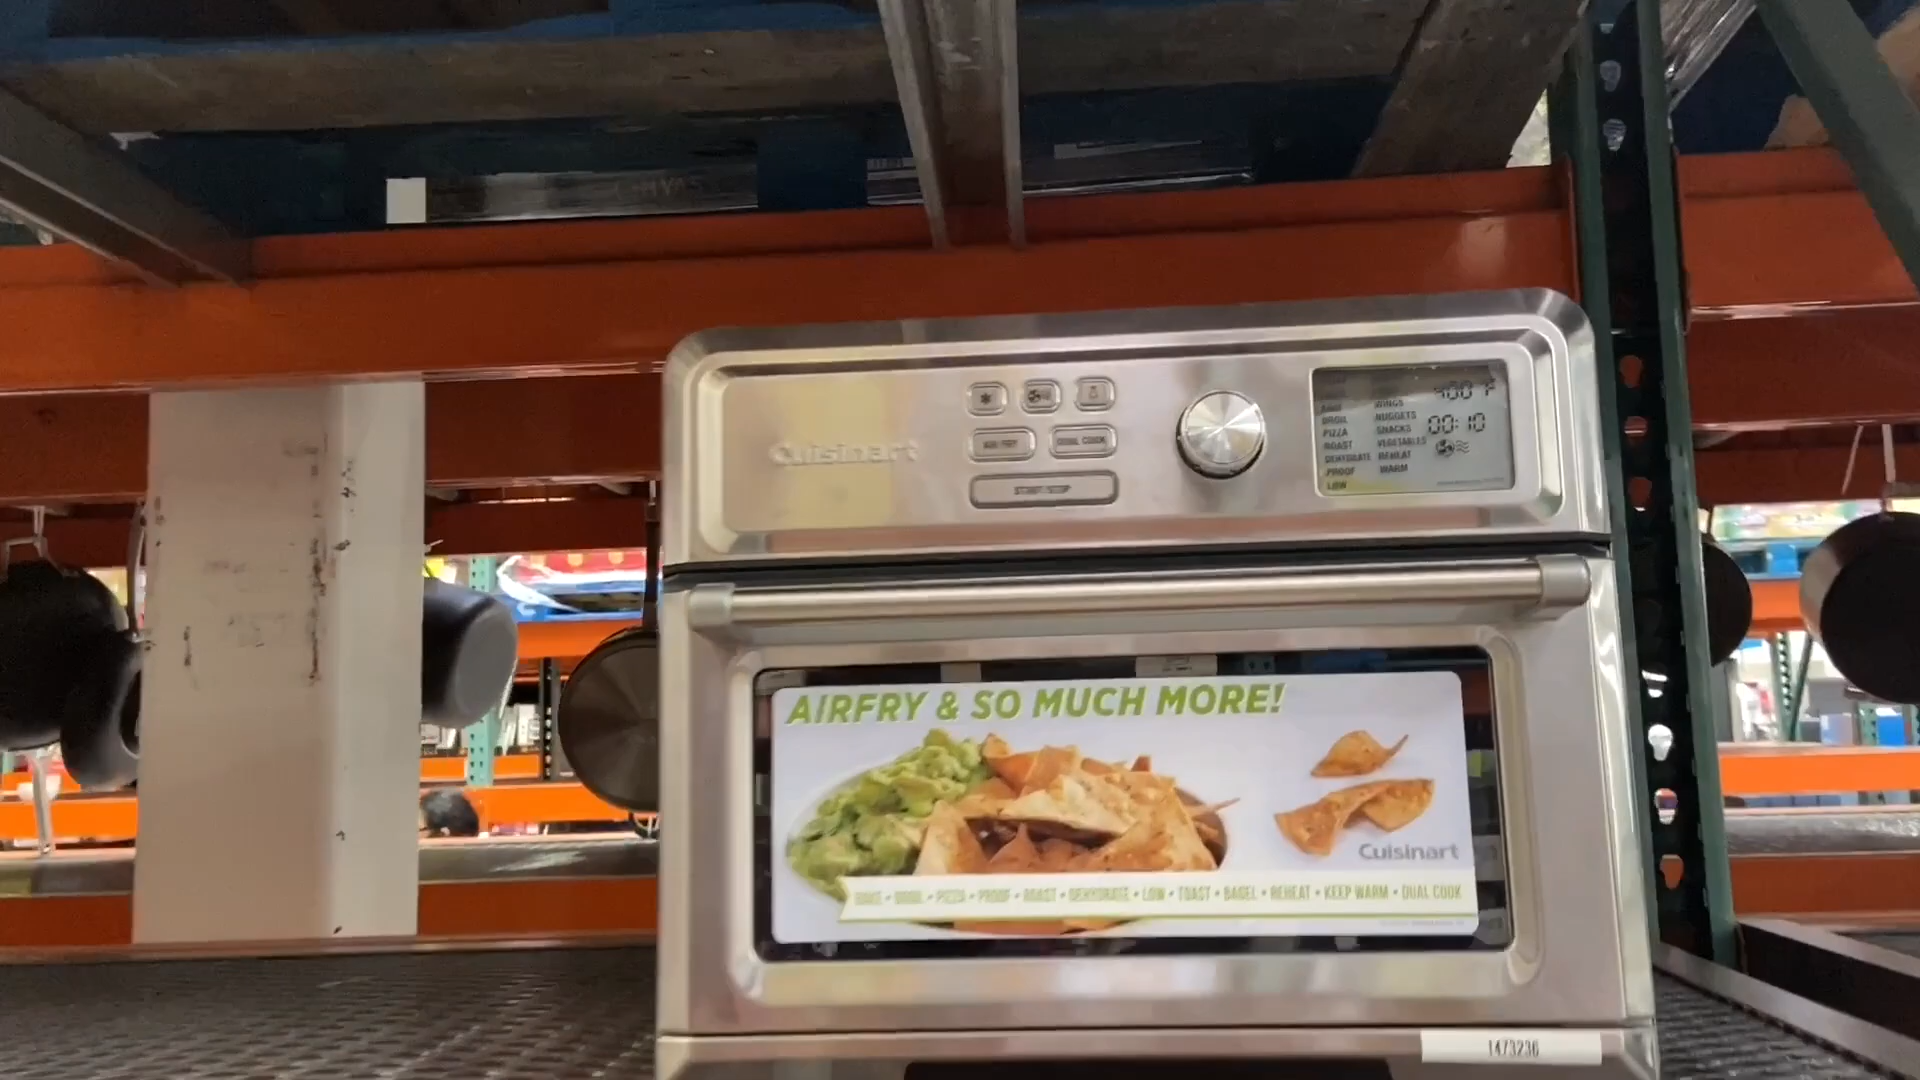 Cuisinart
AIR FRY
DUAL COOK
START/STOP
400°F
WINGS
BROIL NUGGETS 00:10
PIZZA SNACKS
ROAST VEGETABLES
DEHYDRATE REHEAT
PROOF WARM
LOW
AIRFRY & SO MUCH MORE!
Cuisinart
BAKE • BROIL • PIZZA • PROOF • ROAST • DEHYDRATE • LOW • TOAST • BAGEL • REHEAT • KEEP WARM • DUAL COOK
1473236